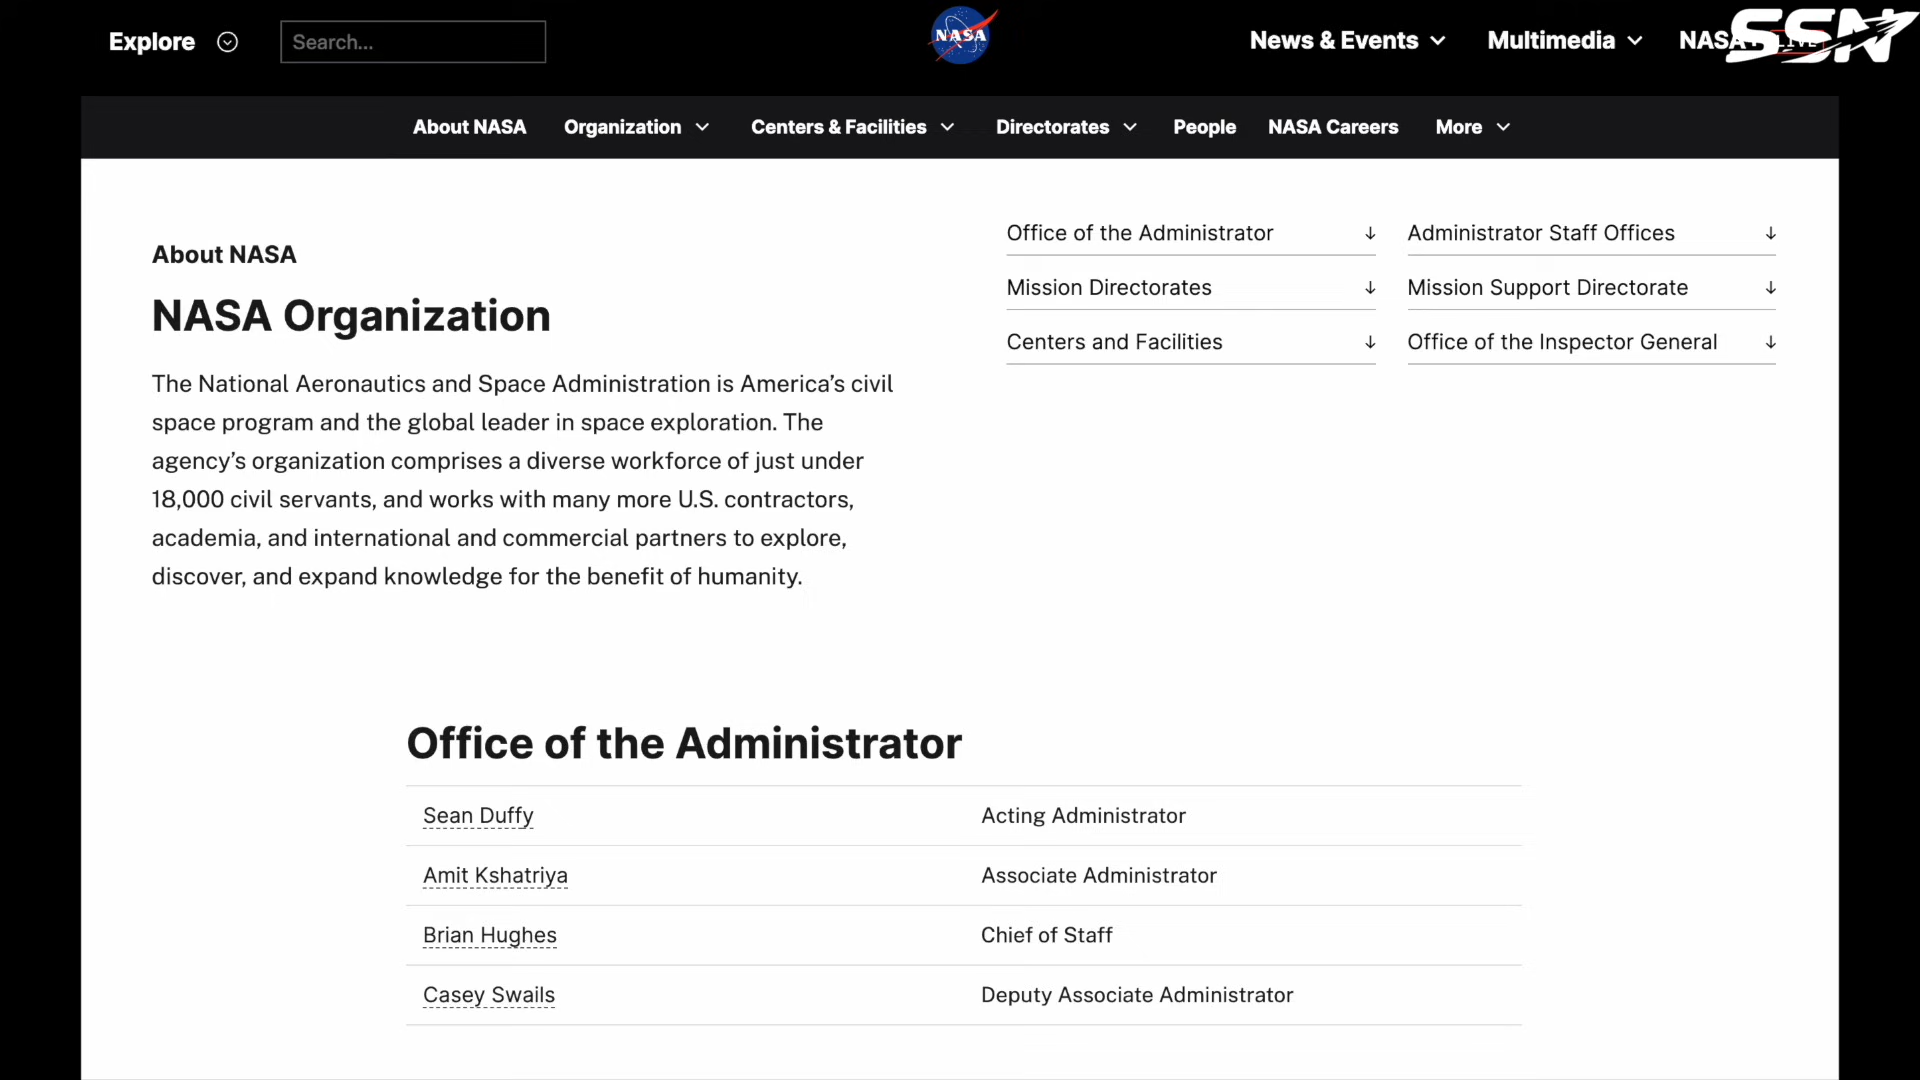 Explore
Search...
NASA
News & Events
Multimedia
NASA+
LIVE
SSN
About NASA
Organization
Centers & Facilities
Directorates
People
NASA Careers
More
About NASA
NASA Organization
The National Aeronautics and Space Administration is America’s civil
space program and the global leader in space exploration. The
agency’s organization comprises a diverse workforce of just under
18,000 civil servants, and works with many more U.S. contractors,
academia, and international and commercial partners to explore,
discover, and expand knowledge for the benefit of humanity.
Office of the Administrator
Administrator Staff Offices
Mission Directorates
Mission Support Directorate
Centers and Facilities
Office of the Inspector General
Office of the Administrator
Sean Duffy Acting Administrator
Amit Kshatriya Associate Administrator
Brian Hughes Chief of Staff
Casey Swails Deputy Associate Administrator